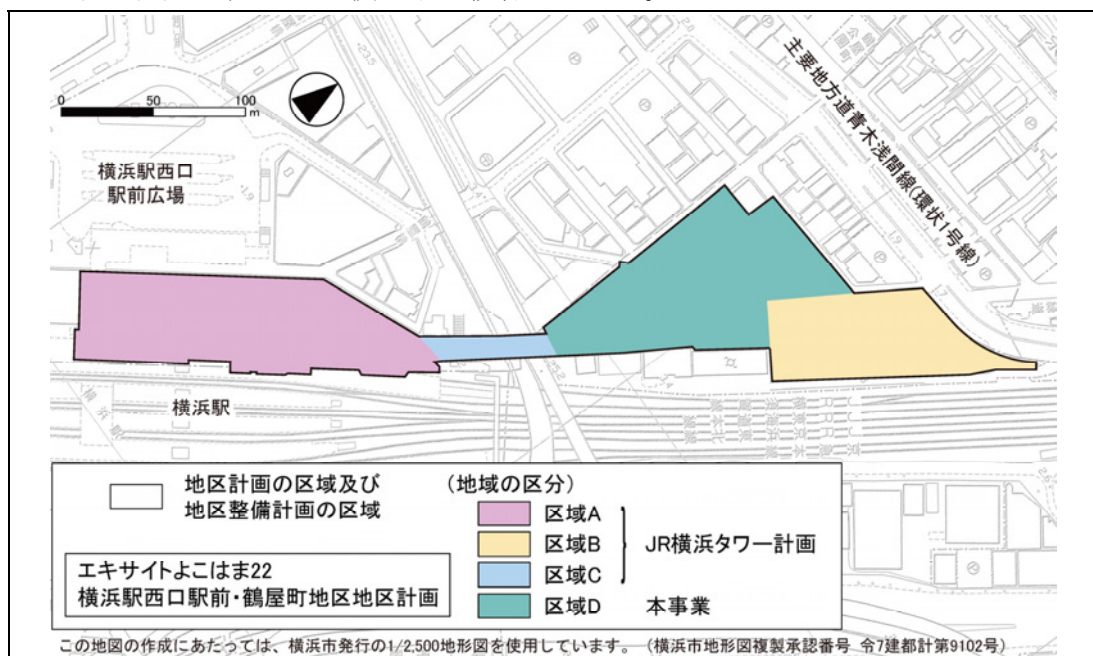 0 50 100
m
横浜駅西口
駅前広場
主要地方道青木浅間線(環状1号線)
横浜駅
地区計画の区域及び
地区整備計画の区域
(地域の区分)
区域A
区域B
区域C
JR横浜タワー計画
区域D
本事業
エキサイトよこはま22
横浜駅西口駅前・鶴屋町地区地区計画
この地図の作成にあたっては、横浜市発行の1/2,500地形図を使用しています。 (横浜市地形図複製承認番号 令7建都計第9102号)